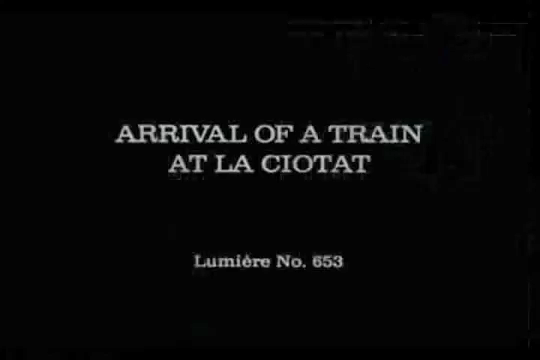 ARRIVAL OF A TRAIN
AT LA CIOTAT
Lumière No. 653